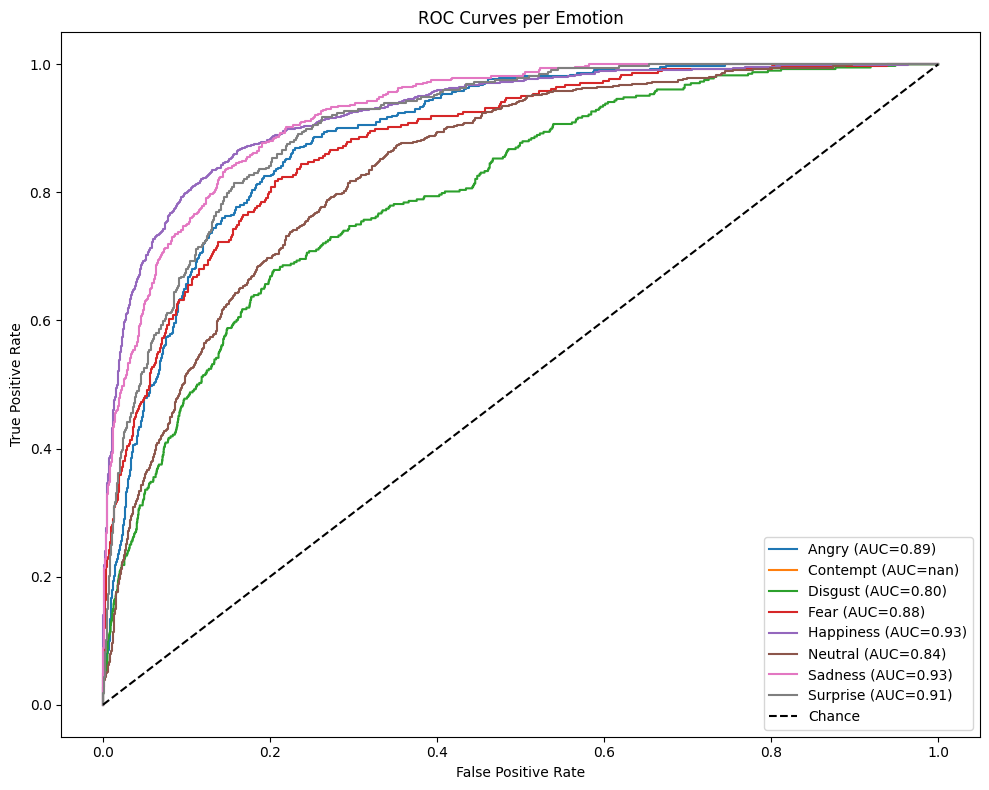 ROC Curves per Emotion
1.0
0.8
0.6
0.4
0.2
0.0
True Positive Rate
Angry (AUC=0.89)
Contempt (AUC=nan)
Disgust (AUC=0.80)
Fear (AUC=0.88)
Happiness (AUC=0.93)
Neutral (AUC=0.84)
Sadness (AUC=0.93)
Surprise (AUC=0.91)
Chance
0.0 0.2 0.4 0.6 0.8 1.0
False Positive Rate